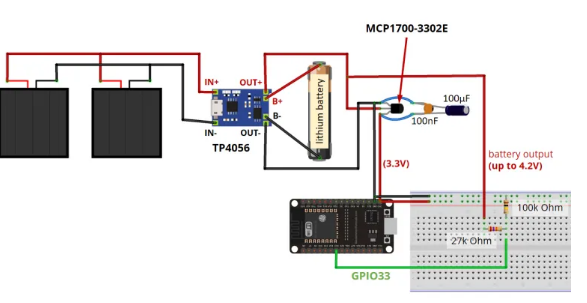 MCP1700-3302E
IN+
OUT+
B+
B-
IN-
OUT-
TP4056
lithium battery
100µF
100nF
(3.3V)
battery output
(up to 4.2V)
100k Ohm
27k Ohm
GPIO33